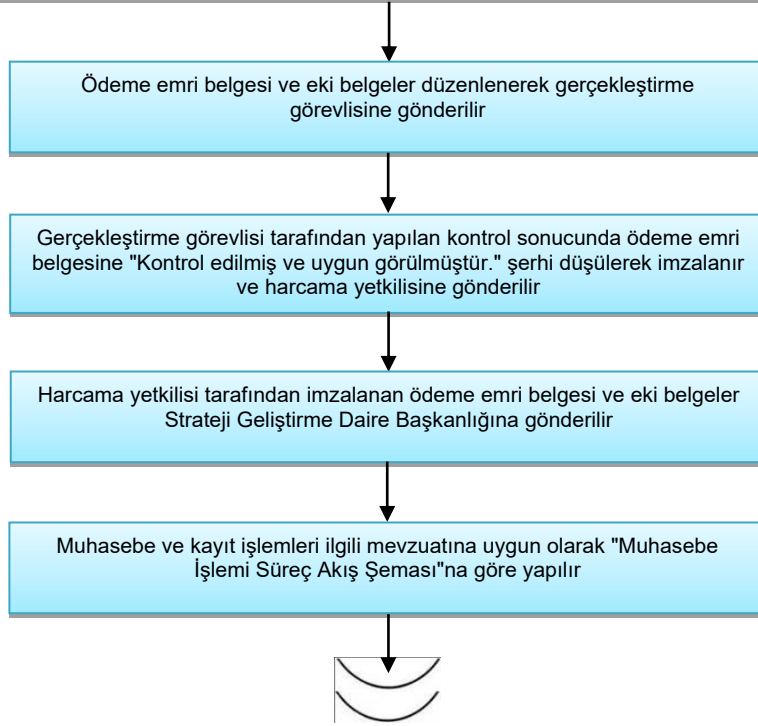 Ödeme emri belgesi ve eki belgeler düzenlenerek gerçekleştirme
görevlisine gönderilir
Gerçekleştirme görevlisi tarafından yapılan kontrol sonucunda ödeme emri
belgesine "Kontrol edilmiş ve uygun görülmüştür." şerhi düşülerek imzalanır
ve harcama yetkilisine gönderilir
Harcama yetkilisi tarafından imzalanan ödeme emri belgesi ve eki belgeler
Strateji Geliştirme Daire Başkanlığına gönderilir
Muhasebe ve kayıt işlemleri ilgili mevzuatına uygun olarak "Muhasebe
İşlemi Süreç Akış Şeması"na göre yapılır